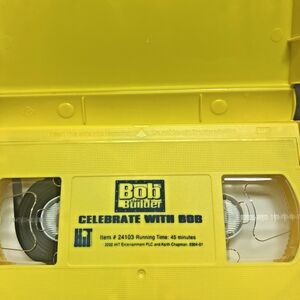 Bob
the
Builder
CELEBRATE WITH BOB
HiT
Item # 24103 Running Time: 45 minutes
2002 HiT Entertainment PLC and Keith Chapman.